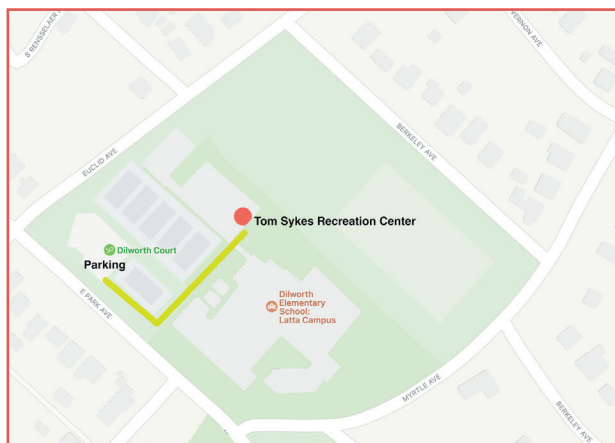 S RENSSELAER
VERNON AVE
EUCLID AVE
BERKELEY AVE
Tom Sykes Recreation Center
Dilworth Court
Parking
E PARK AVE
Dilworth
Elementary
School:
Latta Campus
MYRTLE AVE
BERKELEY AVE